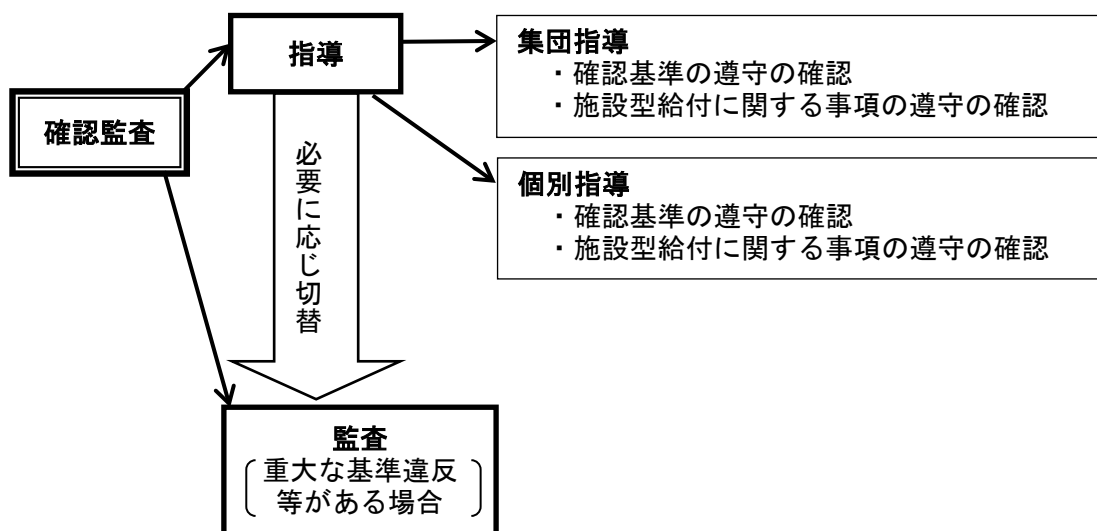 確認監査
指導
集団指導
・確認基準の遵守の確認
・施設型給付に関する事項の遵守の確認
個別指導
・確認基準の遵守の確認
・施設型給付に関する事項の遵守の確認
必要に応じ切替
監査
重大な基準違反
等がある場合